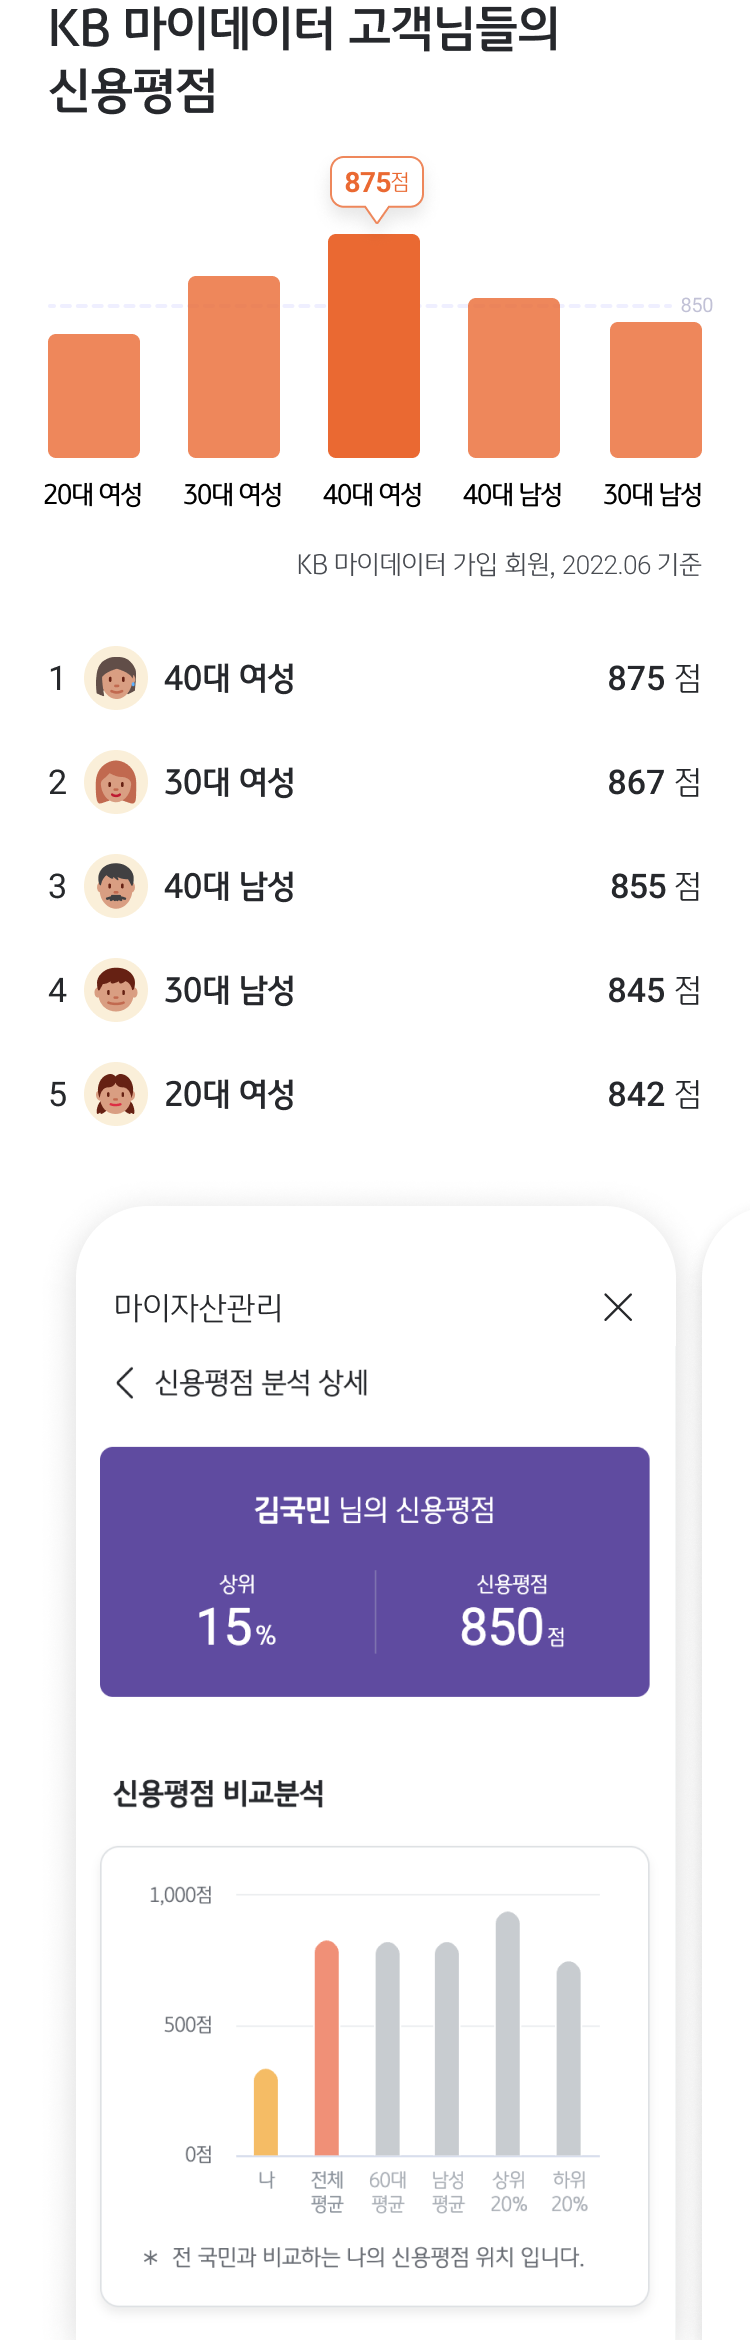 KB 마이데이터 고객님들의
신용평점
875점
850
20대 여성 30대 여성 40대 여성 40대 남성 30대 남성
KB 마이데이터 가입 회원, 2022.06 기준
1 40대 여성 875 점
2 30대 여성 867 점
3 40대 남성 855 점
4 30대 남성 845 점
5 20대 여성 842 점
마이자산관리
신용평점 분석 상세
김국민 님의 신용평점
상위 신용평점
15% 850점
신용평점 비교분석
1,000점
500점
0점
나 전체 60대 남성 상위 하위
평균 평균 평균 20% 20%
* 전 국민과 비교하는 나의 신용평점 위치 입니다.